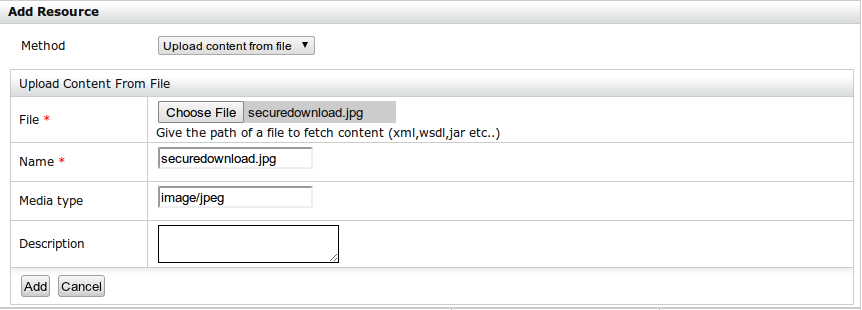 Add Resource
Method Upload content from file
Upload Content From File
File * Choose File securedownload.jpg
Give the path of a file to fetch content (xml,wsdl,jar etc..)
Name * securedownload.jpg
Media type image/jpeg
Description
Add Cancel